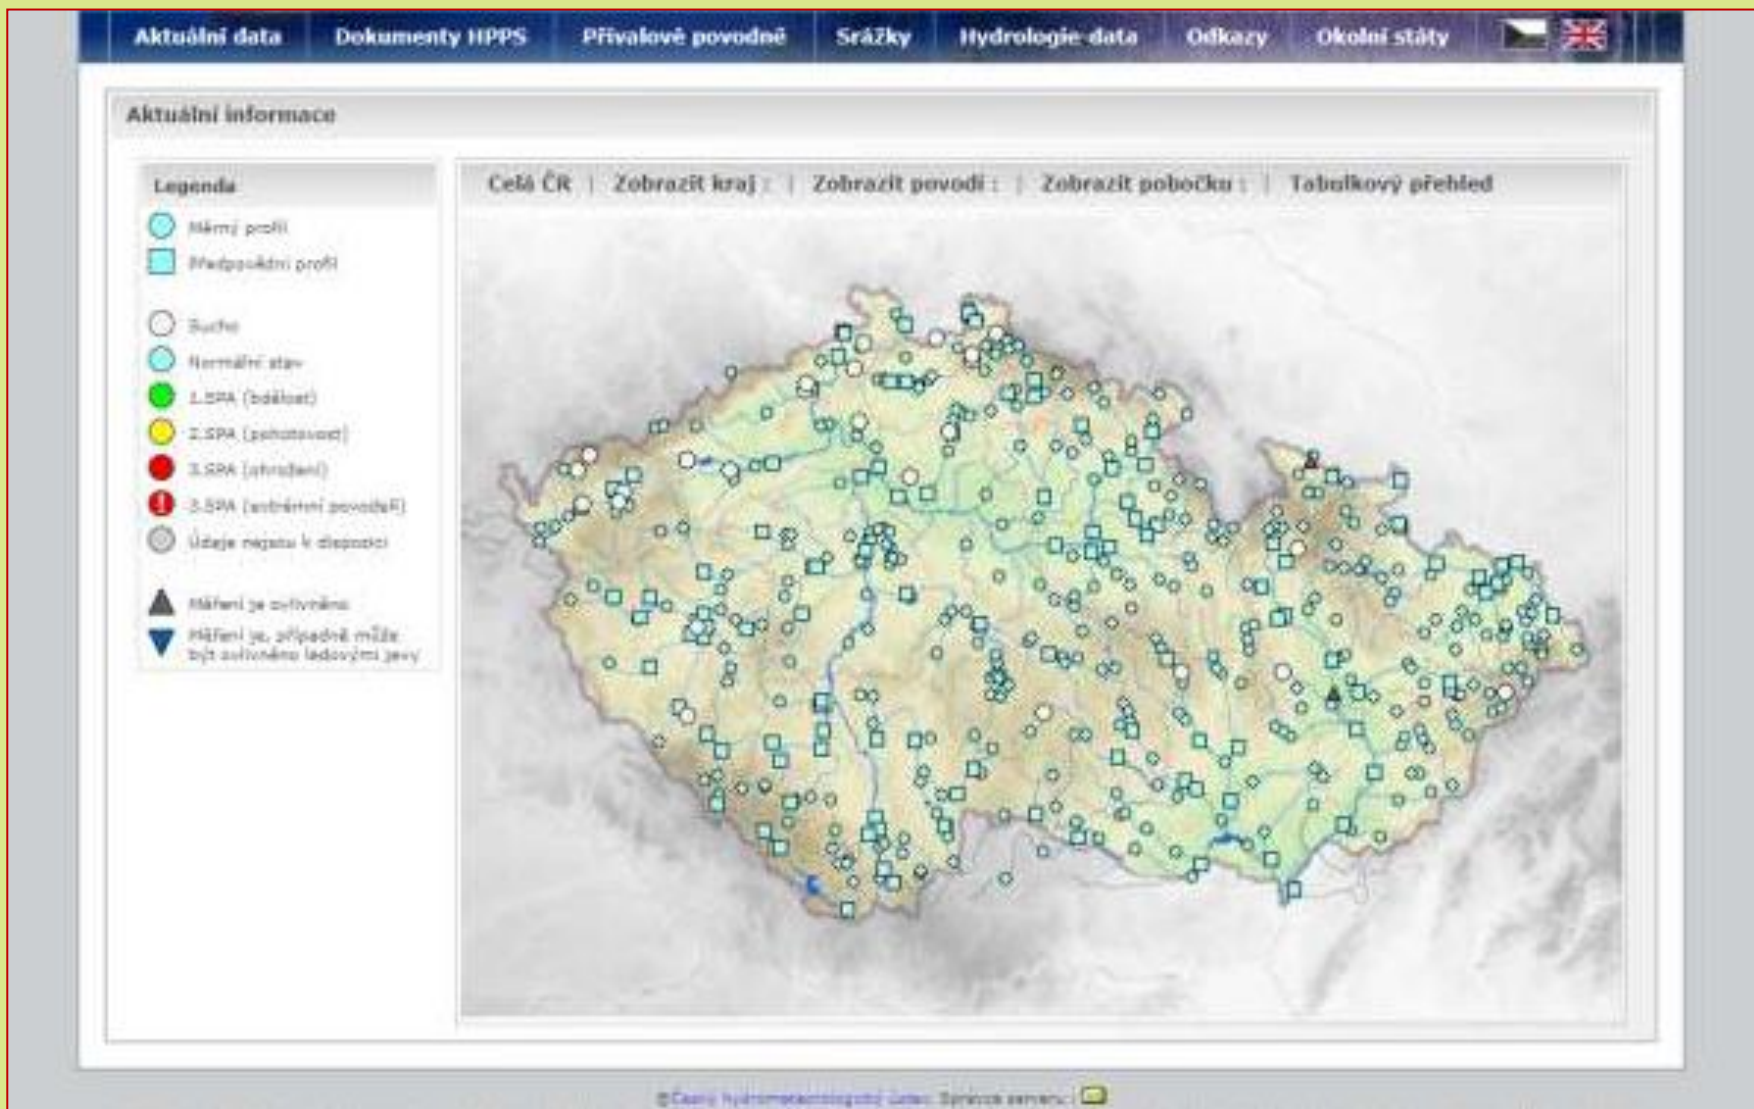 Aktuální data Dokumenty HPPS Přívalové povodně Srážky Hydrologie-data Odkazy Okolní státy
Aktuální informace
Legenda
Celá ČR | Zobrazit kraj : | Zobrazit povodí : | Zobrazit pobočku : | Tabulkový přehled
Měrný profil
Předpovědní profil
Sucho
Normální stav
1.SPA (bdělost)
2.SPA (pohotovost)
3.SPA (ohrožení)
3.SPA (extrémní povodeň)
Údaje nejsou k dispozici
Měření je ovlivněno
Měření je, případně může
být ovlivněno ledovými jevy
©Český hydrometeorologický ústav. Správce serveru: